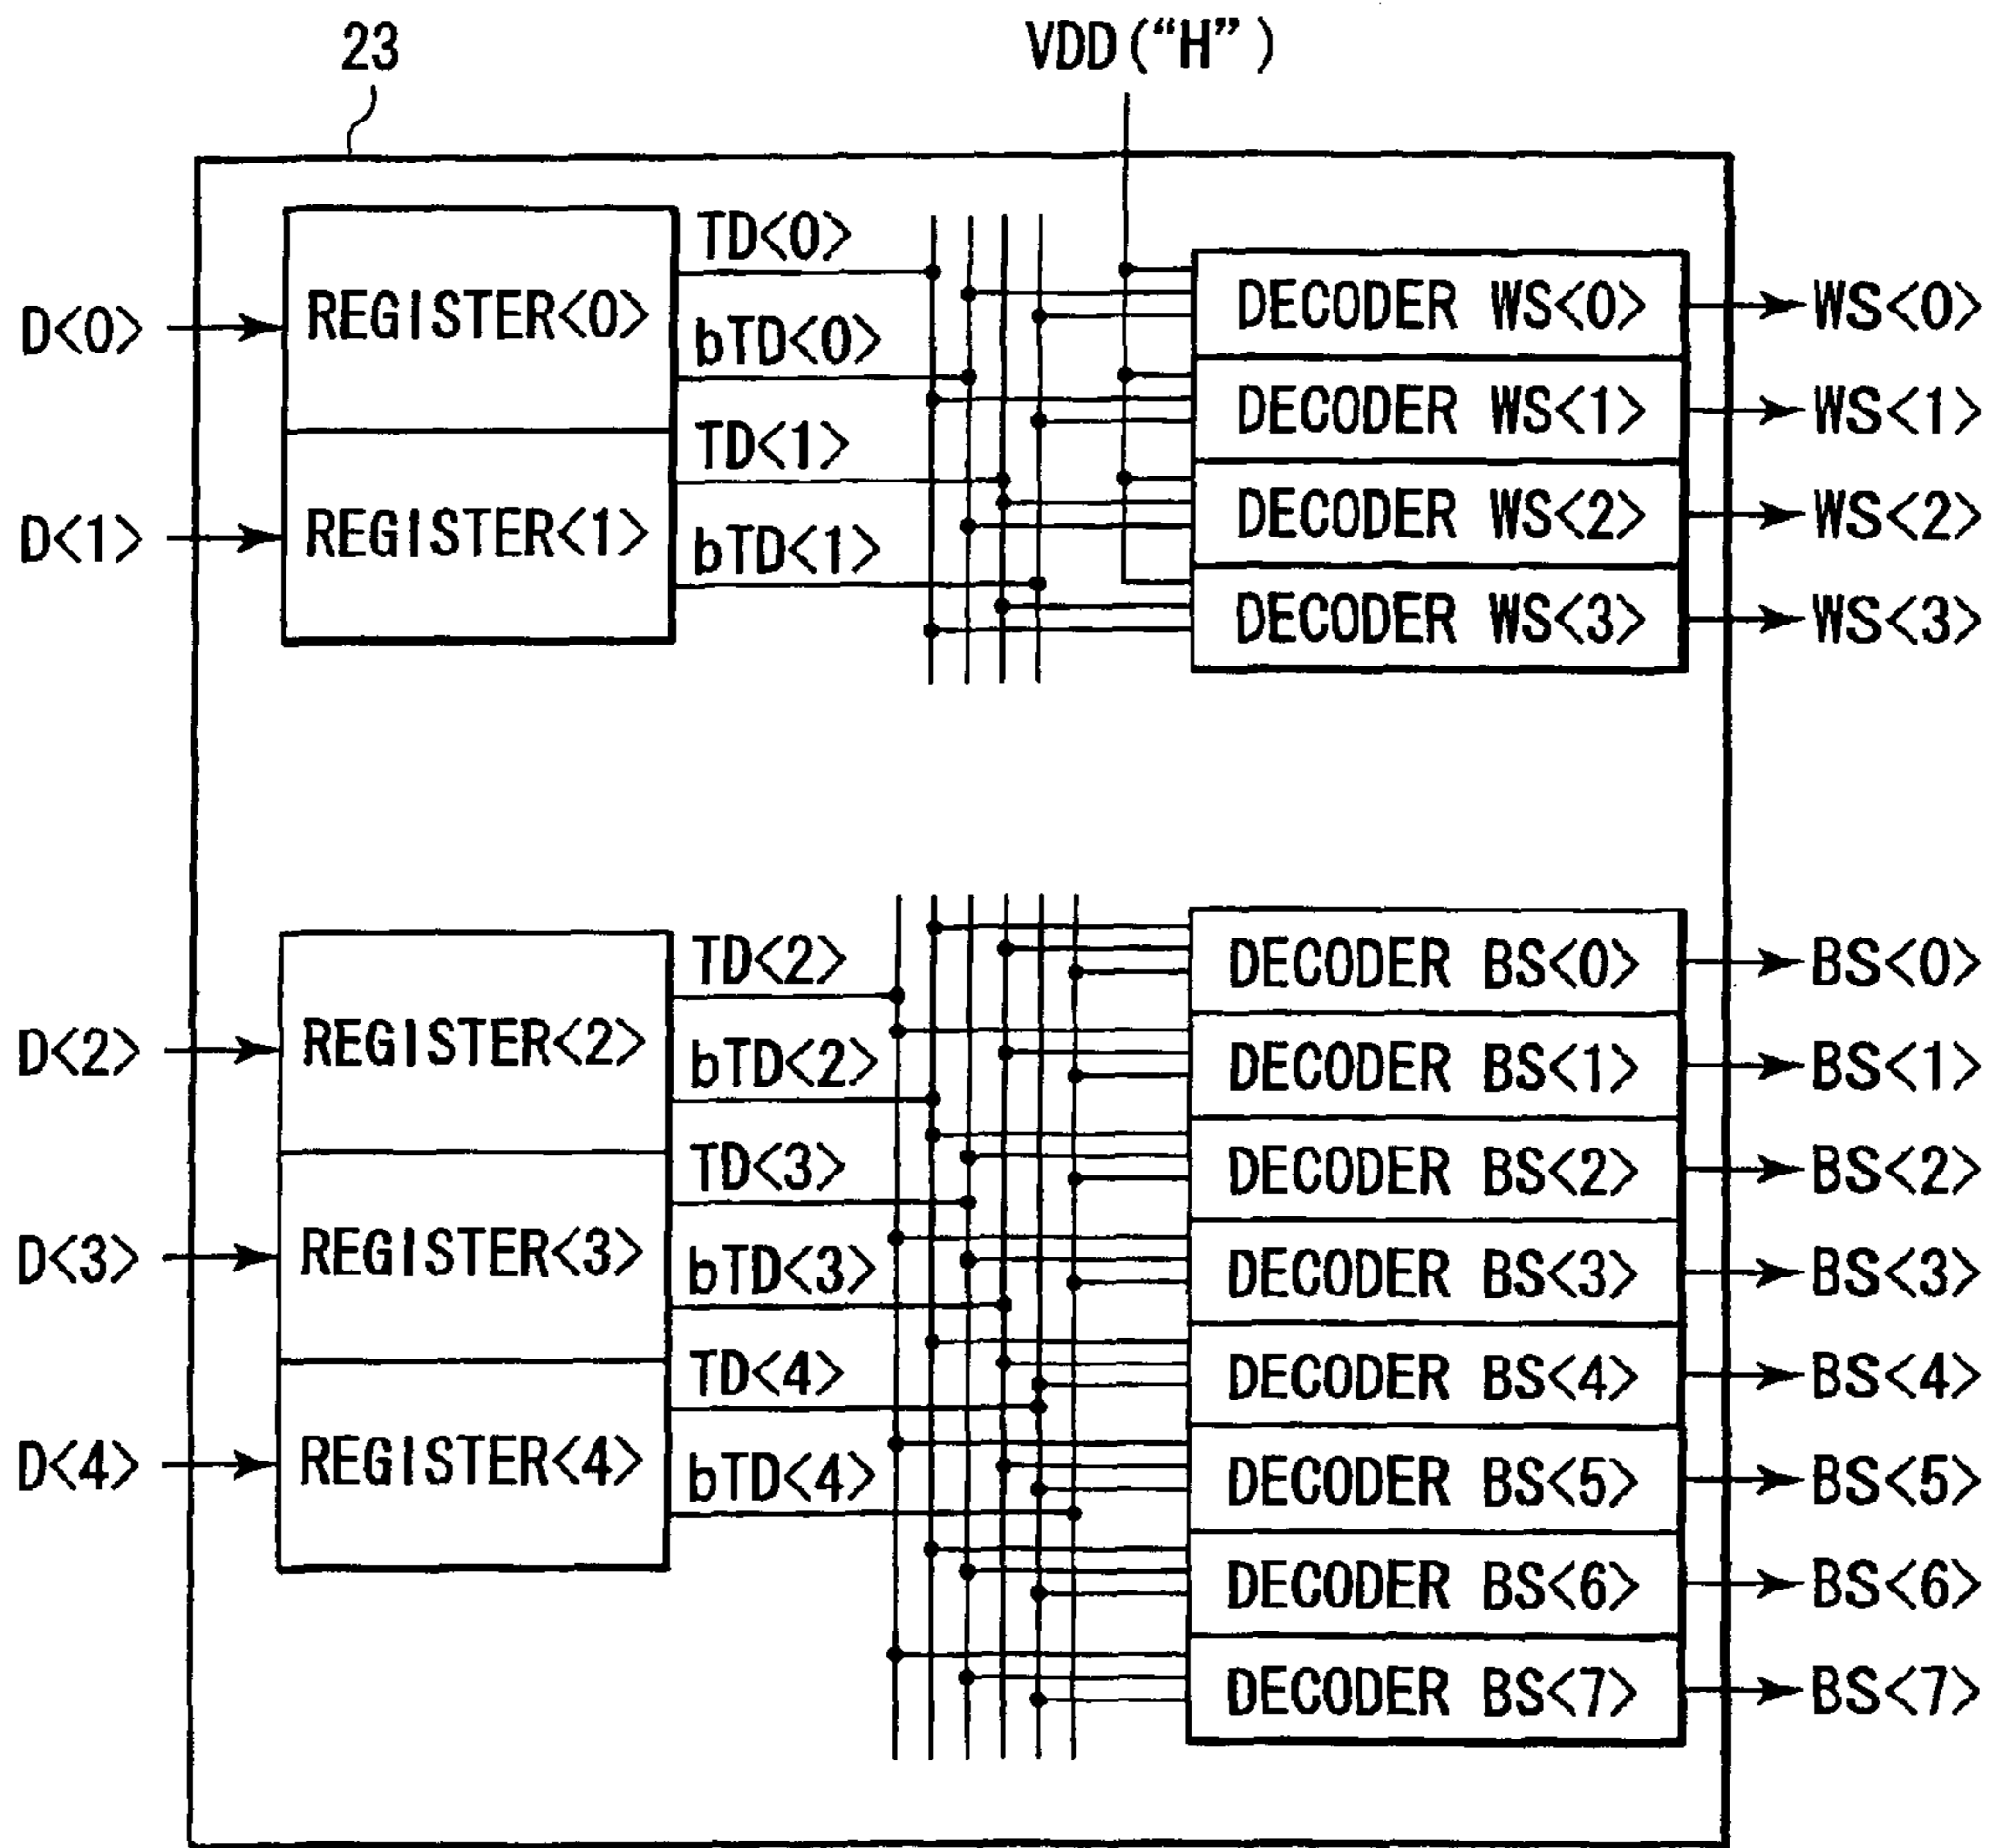 23
VDD(“H”)
D<0>
REGISTER<0>
TD<0>
bTD<0>
DECODER WS<0>
WS<0>
DECODER WS<1>
WS<1>
D<1>
REGISTER<1>
TD<1>
bTD<1>
DECODER WS<2>
WS<2>
DECODER WS<3>
WS<3>
D<2>
REGISTER<2>
TD<2>
bTD<2>
DECODER BS<0>
BS<0>
DECODER BS<1>
BS<1>
D<3>
REGISTER<3>
TD<3>
bTD<3>
DECODER BS<2>
BS<2>
DECODER BS<3>
BS<3>
D<4>
REGISTER<4>
TD<4>
bTD<4>
DECODER BS<4>
BS<4>
DECODER BS<5>
BS<5>
DECODER BS<6>
BS<6>
DECODER BS<7>
BS<7>